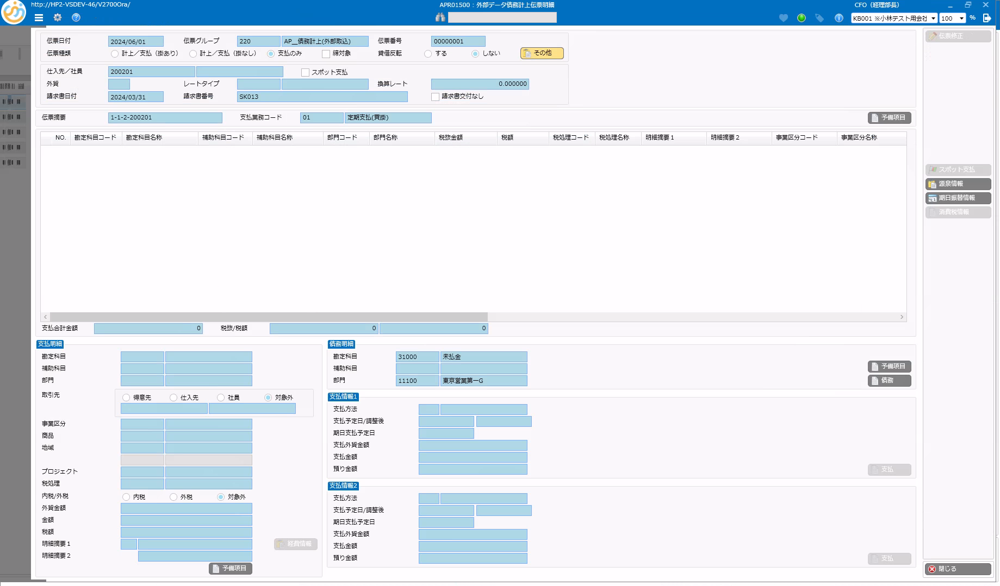 http://HP2-VSDEV-46/V2700Ora/
APR01500 : 外部データ債務計上伝票明細
CFO (経理部長)
KB001 ※小林テスト用会社
100
%
伝票日付 2024/06/01 伝票グループ 220 AP__債務計上(外部取込) 伝票番号 00000001
伝票種類 計上/支払 (掛あり) 計上/支払 (掛なし) 支払のみ 締対象 貸借反転 する しない その他
仕入先/社員 200201 スポット支払
外貨 レートタイプ 換算レート 0.000000
請求書日付 2024/03/31 請求書番号 SK013 請求書交付なし
伝票摘要 1-1-2-200201 支払業務コード 01 定期支払(買掛) 予備項目
NO. 勘定科目コード 勘定科目名称 補助科目コード 補助科目名称 部門コード 部門名称 税抜金額 税額 税処理コード 税処理名称 明細摘要1 明細摘要2 事業区分コード 事業区分名称
支払合計金額 0 税抜/税額 0 0
支払明細
勘定科目
補助科目
部門
取引先 得意先 仕入先 社員 対象外
事業区分
商品
地域
プロジェクト
税処理
内税/外税 内税 外税 対象外
外貨金額
金額
税額
明細摘要1
経費情報
明細摘要2
予備項目
債務明細
勘定科目 31000 未払金
補助科目 予備項目
部門 11100 東京営業第一G 債務
支払情報1
支払方法
支払予定日/調整後
期日支払予定日
支払外貨金額
支払金額
預り金額 支払
支払情報2
支払方法
支払予定日/調整後
期日支払予定日
支払外貨金額
支払金額
預り金額 支払
伝票修正
スポット支払
源泉情報
期日振替情報
消費税情報
閉じる